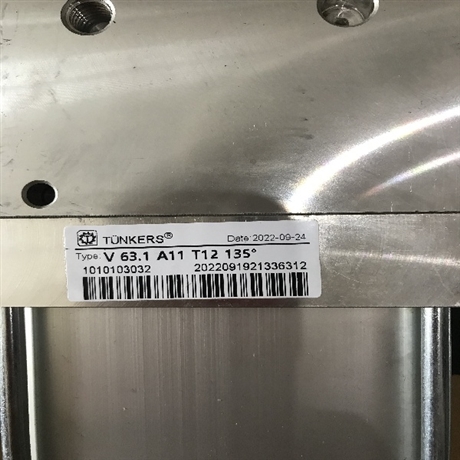 TÜNKERS® Date: 2022-09-24
Type: V 63.1 A11 T12 135°
1010103032 2022091921336312